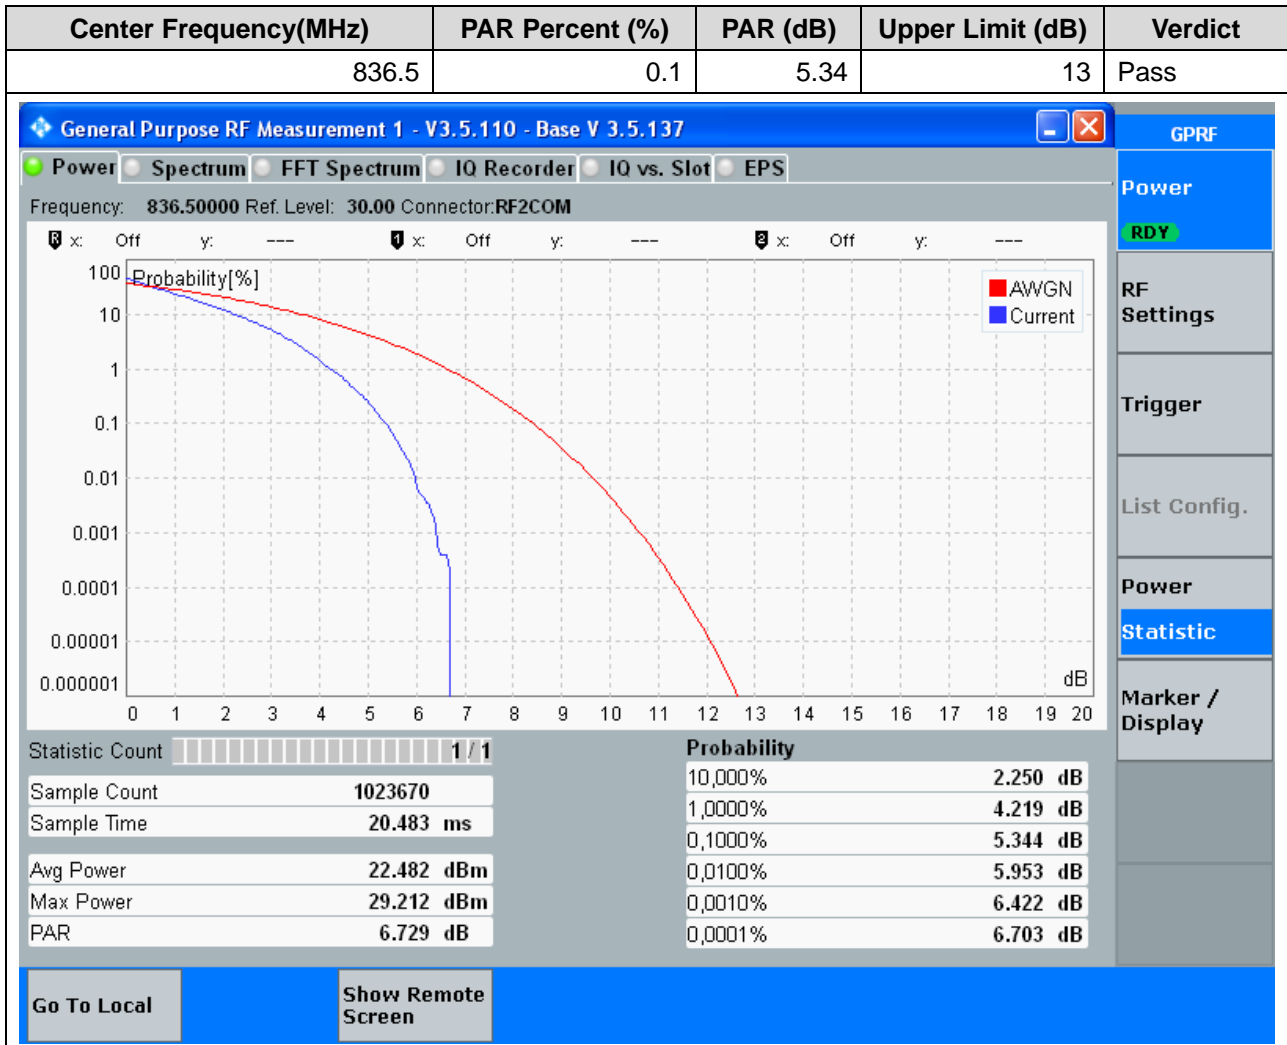 Center Frequency(MHz) PAR Percent (%) PAR (dB) Upper Limit (dB) Verdict
836.5 0.1 5.34 13 Pass
General Purpose RF Measurement 1 - V3.5.110 - Base V 3.5.137
GPRF
Power Spectrum FFT Spectrum IQ Recorder IQ vs. Slot EPS
Power
RDY
Frequency: 836.50000 Ref. Level: 30.00 Connector:RF2COM
R x: Off y: --- 1 x: Off y: --- 2 x: Off y: ---
Probability[%]
AWGN
Current
100
10
1
0.1
0.01
0.001
0.0001
0.00001
0.000001
dB
0 1 2 3 4 5 6 7 8 9 10 11 12 13 14 15 16 17 18 19 20
RF
Settings
Trigger
List Config.
Power
Statistic
Marker /
Display
Statistic Count 1 / 1
Sample Count 1023670
Sample Time 20.483 ms
Avg Power 22.482 dBm
Max Power 29.212 dBm
PAR 6.729 dB
Probability
10,000% 2.250 dB
1,0000% 4.219 dB
0,1000% 5.344 dB
0,0100% 5.953 dB
0,0010% 6.422 dB
0,0001% 6.703 dB
Go To Local
Show Remote
Screen